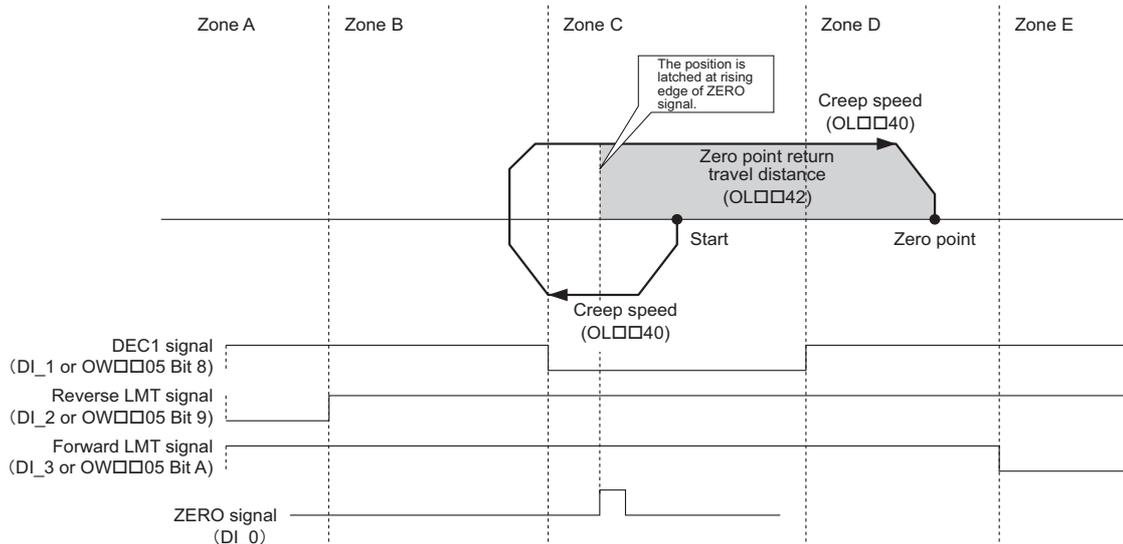 Zone A
Zone B
Zone C
Zone D
Zone E
The position is
latched at rising
edge of ZERO
signal.
Creep speed
(OL□□40)
Zero point return
travel distance
(OL□□42)
Start
Zero point
Creep speed
(OL□□40)
DEC1 signal
(DI_1 or OW□□05 Bit 8)
Reverse LMT signal
(DI_2 or OW□□05 Bit 9)
Forward LMT signal
(DI_3 or OW□□05 Bit A)
ZERO signal
(DI_0)